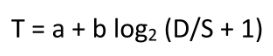 T = a + b log₂ (D/S + 1)